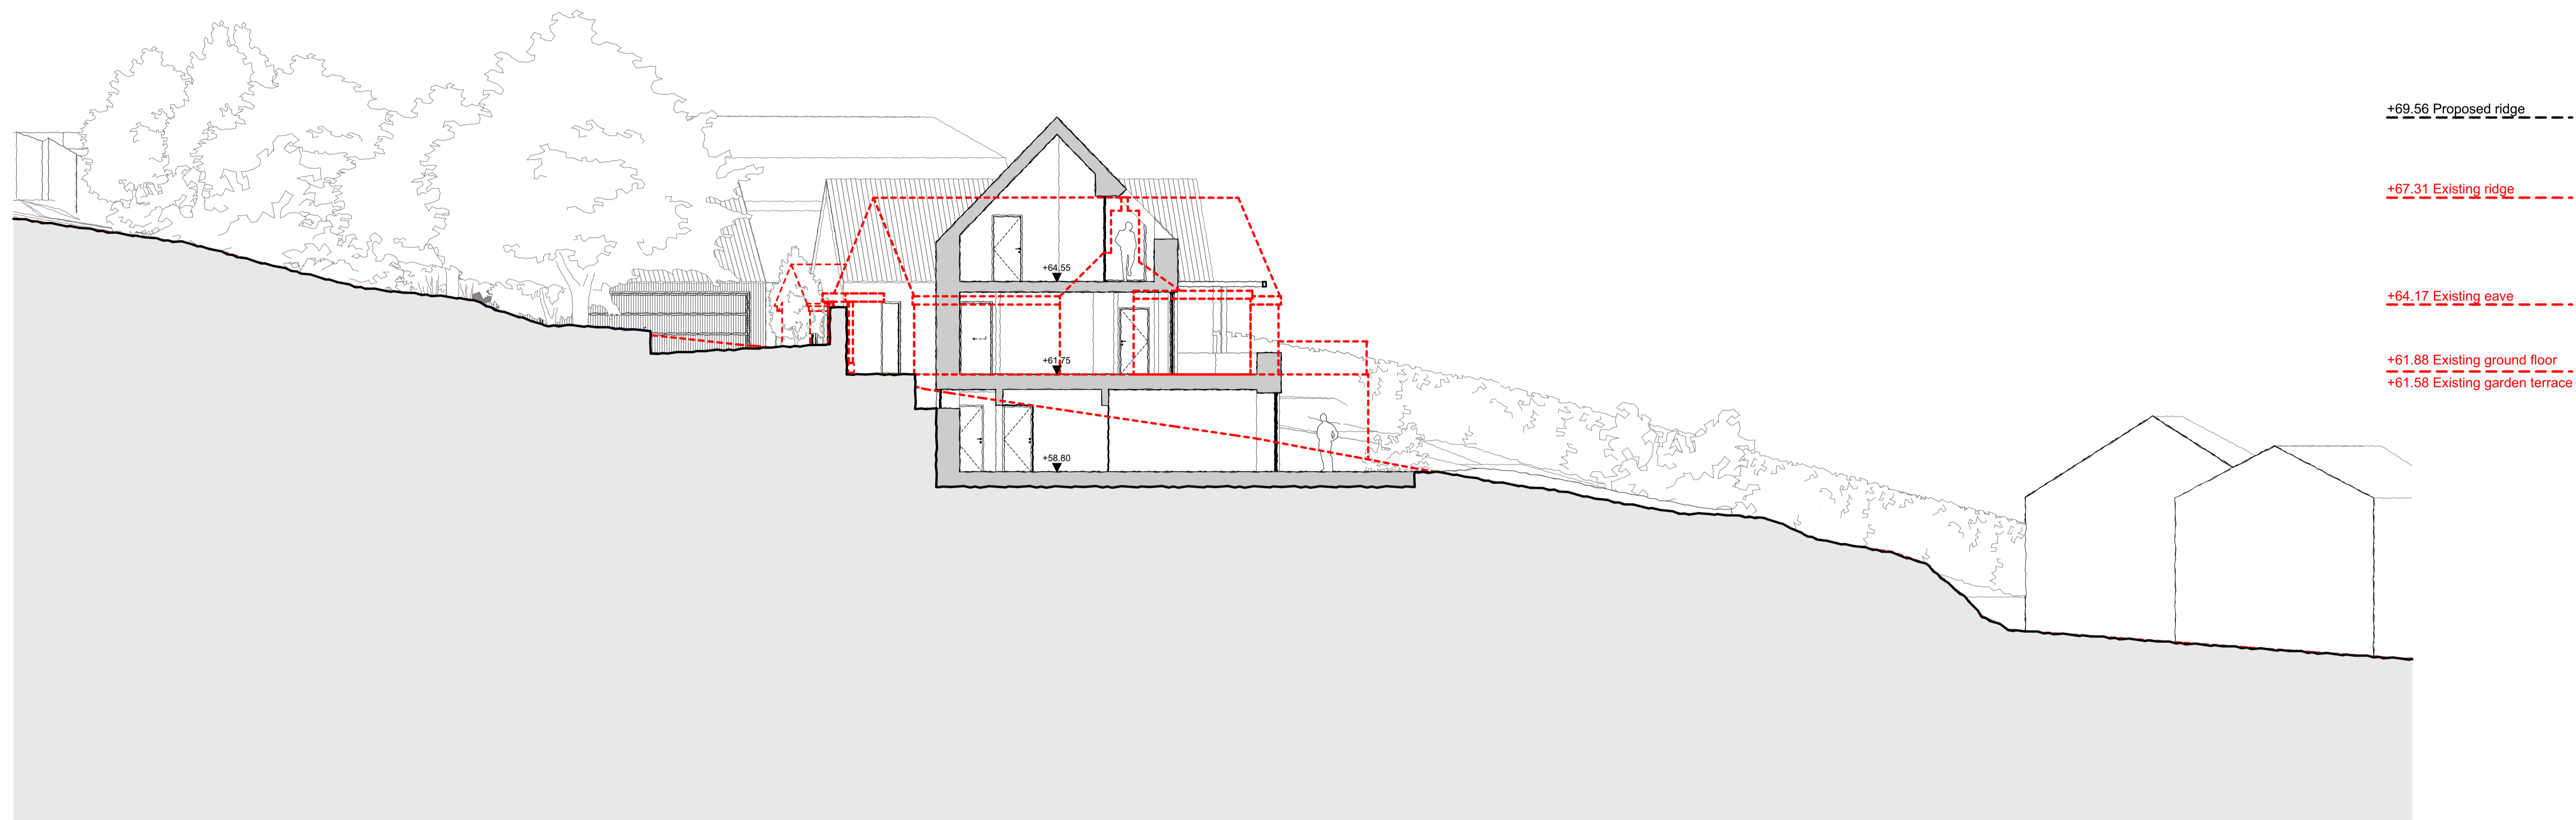 +69.56 Proposed ridge
+67.31 Existing ridge
+64.55
+64.17 Existing eave
+61.75
+61.88 Existing ground floor
+61.58 Existing garden terrace
+58.80